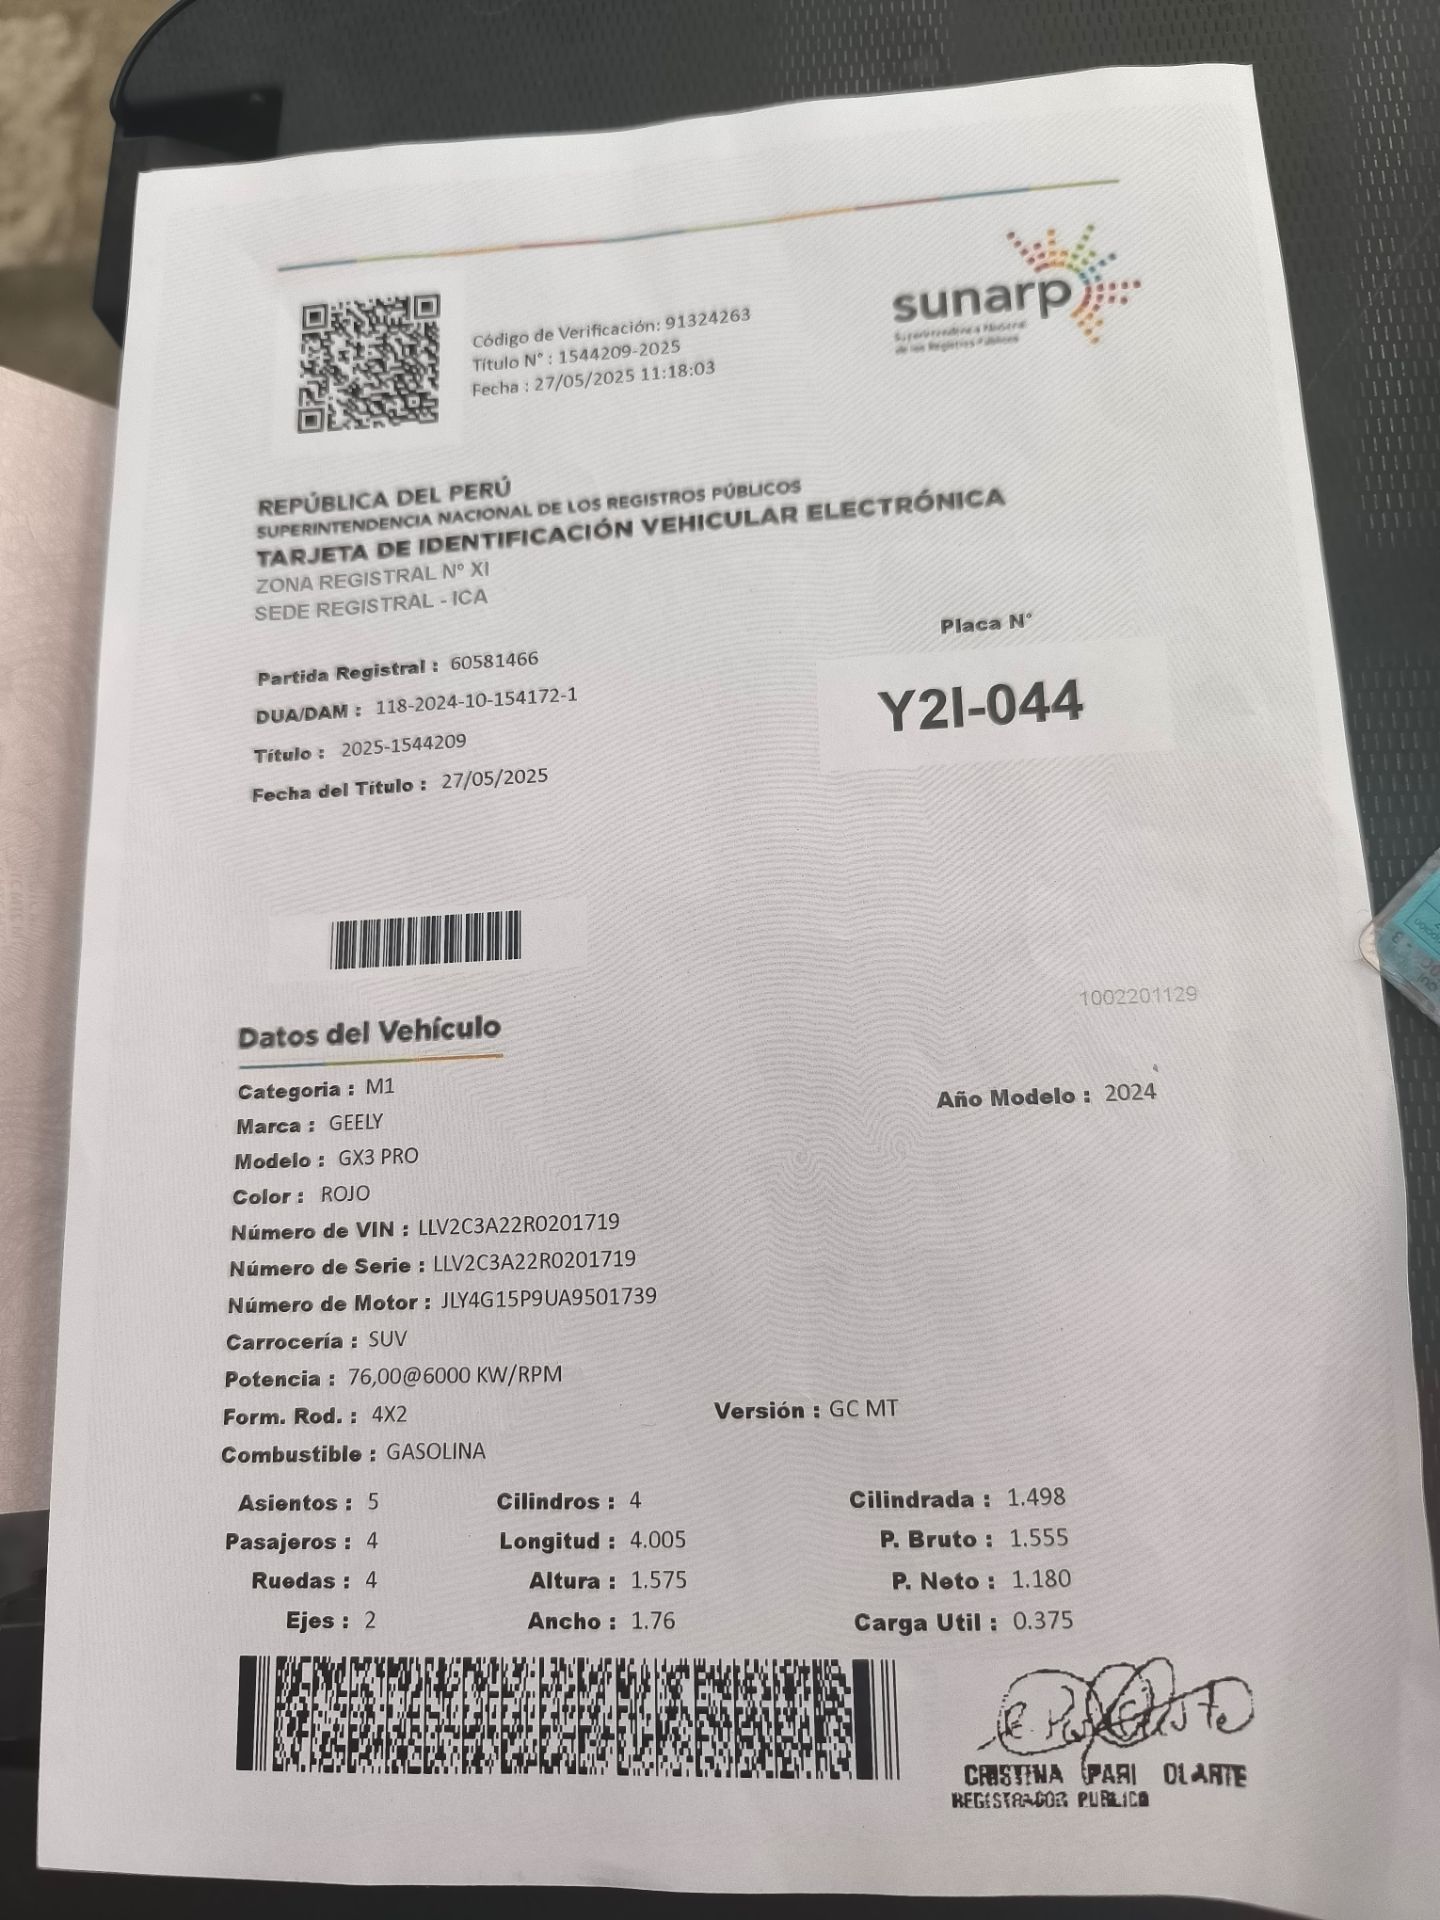 Código de Verificación: 91324263
Título N° : 1544209-2025
Fecha : 27/05/2025 11:18:03
sunarp
Superintendencia Nacional
de los Registros Públicos
REPÚBLICA DEL PERÚ
SUPERINTENDENCIA NACIONAL DE LOS REGISTROS PÚBLICOS
TARJETA DE IDENTIFICACIÓN VEHICULAR ELECTRÓNICA
ZONA REGISTRAL N° XI
SEDE REGISTRAL - ICA
Placa N°
Y2I-044
Partida Registral : 60581466
DUA/DAM : 118-2024-10-154172-1
Título : 2025-1544209
Fecha del Título : 27/05/2025
1002201129
Datos del Vehículo
Categoria : M1
Año Modelo : 2024
Marca : GEELY
Modelo : GX3 PRO
Color : ROJO
Número de VIN : LLV2C3A22R0201719
Número de Serie : LLV2C3A22R0201719
Número de Motor : JLY4G15P9UA9501739
Carrocería : SUV
Potencia : 76,00@6000 KW/RPM
Form. Rod. : 4X2
Versión : GC MT
Combustible : GASOLINA
Asientos : 5 Cilindros : 4 Cilindrada : 1.498
Pasajeros : 4 Longitud : 4.005 P. Bruto : 1.555
Ruedas : 4 Altura : 1.575 P. Neto : 1.180
Ejes : 2 Ancho : 1.76 Carga Util : 0.375
CRISTINA PARI OLARTE
REGISTRADOR PUBLICO